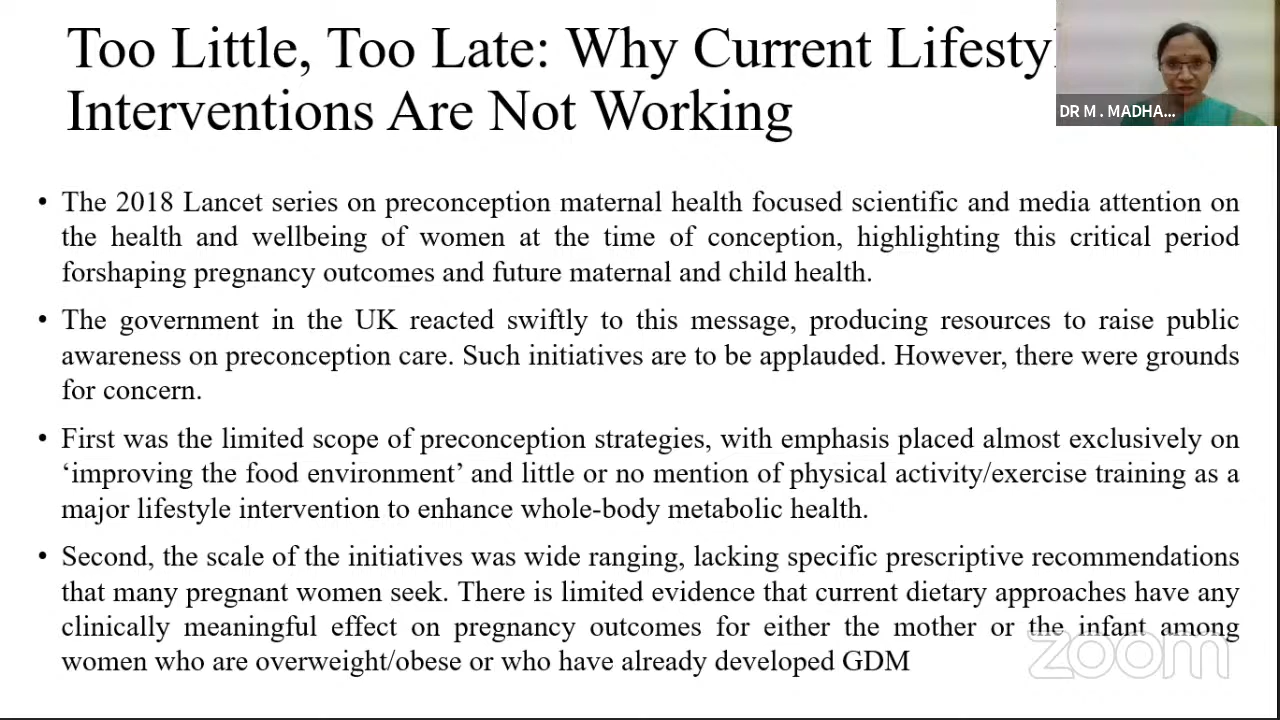 Too Little, Too Late: Why Current Lifestyl
Interventions Are Not Working
DR M . MADHA...
• The 2018 Lancet series on preconception maternal health focused scientific and media attention on
the health and wellbeing of women at the time of conception, highlighting this critical period
forshaping pregnancy outcomes and future maternal and child health.
• The government in the UK reacted swiftly to this message, producing resources to raise public
awareness on preconception care. Such initiatives are to be applauded. However, there were grounds
for concern.
• First was the limited scope of preconception strategies, with emphasis placed almost exclusively on
‘improving the food environment’ and little or no mention of physical activity/exercise training as a
major lifestyle intervention to enhance whole-body metabolic health.
• Second, the scale of the initiatives was wide ranging, lacking specific prescriptive recommendations
that many pregnant women seek. There is limited evidence that current dietary approaches have any
clinically meaningful effect on pregnancy outcomes for either the mother or the infant among
women who are overweight/obese or who have already developed GDM
zoom